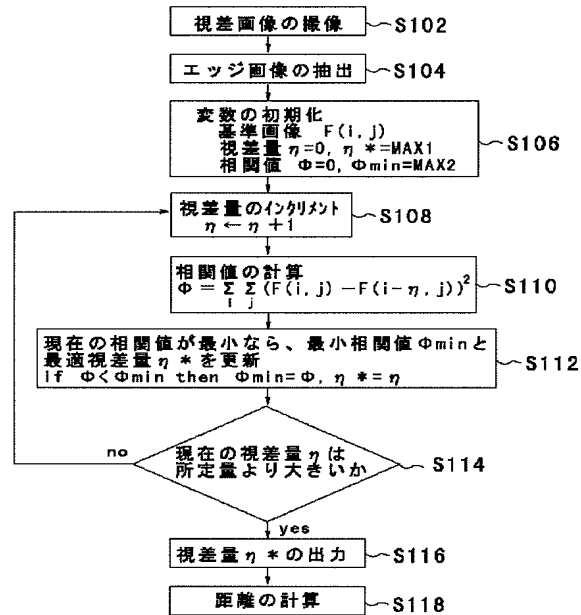 視差画像の撮像
S102
エッジ画像の抽出
S104
変数の初期化
基準画像 F(i,j)
視差量 η=0, η *=MAX1
相関値 Φ=0, Φmin=MAX2
S106
視差量のインクリメント
η ← η +1
S108
相関値の計算
Φ = Σ Σ (F(i,j) −F(i−η,j))²
i j
S110
現在の相関値が最小なら、最小相関値Φminと
最適視差量η *を更新
if Φ<Φmin then Φmin=Φ, η *=η
S112
現在の視差量ηは
所定量より大きいか
S114
no
yes
視差量η *の出力
S116
距離の計算
S118